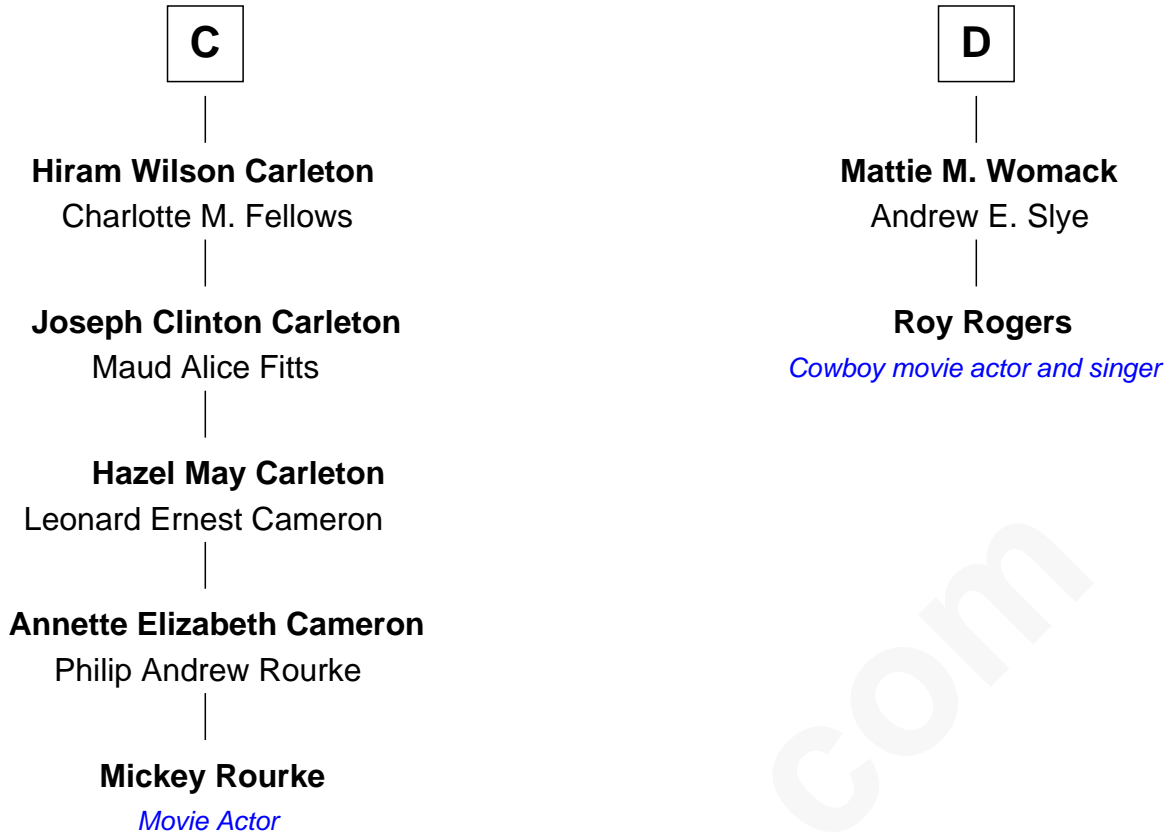 C
Hiram Wilson Carleton
Charlotte M. Fellows
Joseph Clinton Carleton
Maud Alice Fitts
Hazel May Carleton
Leonard Ernest Cameron
Annette Elizabeth Cameron
Philip Andrew Rourke
Mickey Rourke
Movie Actor
D
Mattie M. Womack
Andrew E. Slye
Roy Rogers
Cowboy movie actor and singer
com